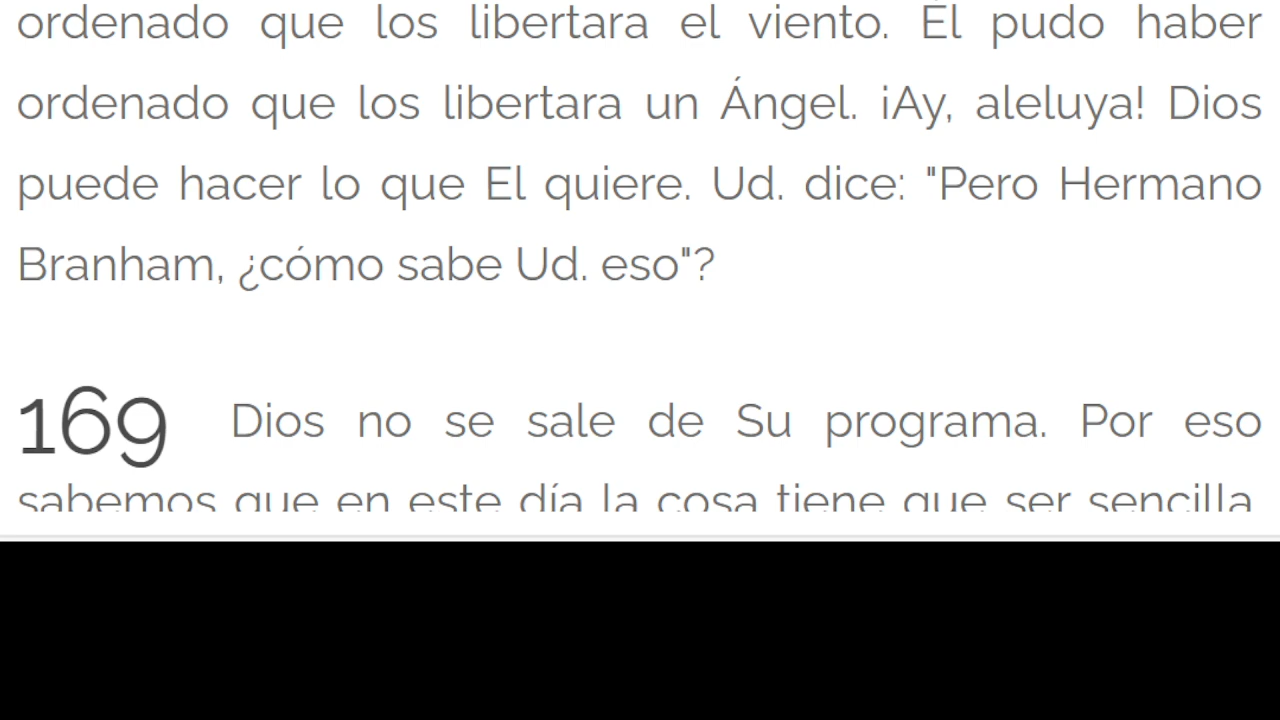 ordenado que los libertara el viento. Él pudo haber
ordenado que los libertara un Ángel. ¡Ay, aleluya! Dios
puede hacer lo que El quiere. Ud. dice: "Pero Hermano
Branham, ¿cómo sabe Ud. eso"?
169 Dios no se sale de Su programa. Por eso
sabemos que en este día la cosa tiene que ser sencilla,